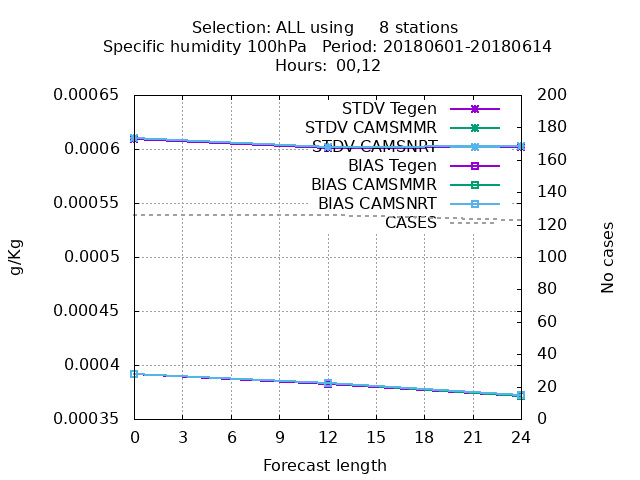 Selection: ALL using     8 stations
Specific humidity 100hPa   Period: 20180601-20180614
Hours: 00,12
0.00065
0.0006
0.00055
0.0005
0.00045
0.0004
0.00035
g/Kg
STDV Tegen
STDV CAMSMMR
STDV CAMSNRT
BIAS Tegen
BIAS CAMSMMR
BIAS CAMSNRT
CASES
200
180
160
140
120
100
80
60
40
20
0
No cases
0 3 6 9 12 15 18 21 24
Forecast length